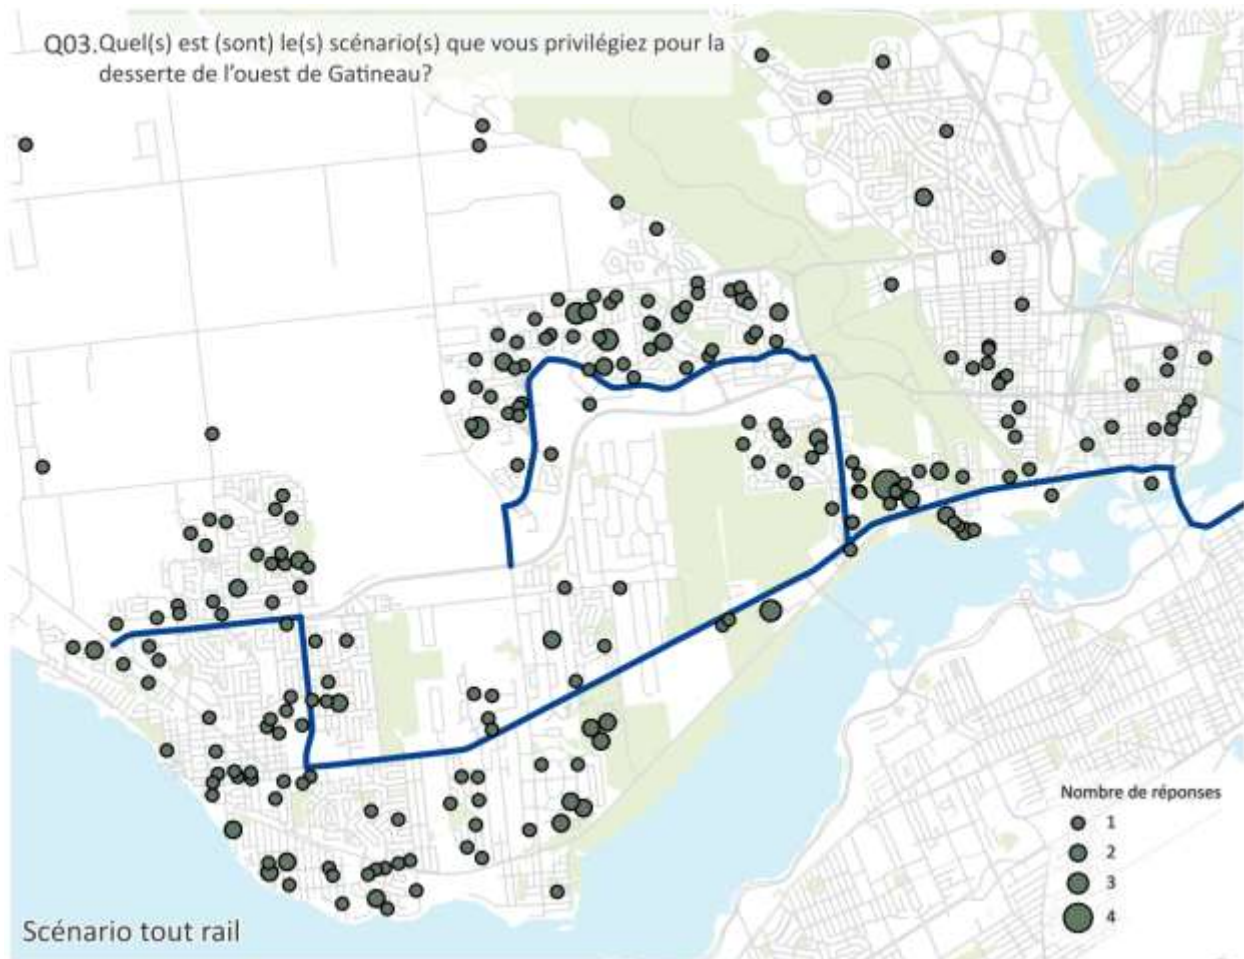 Q03. Quel(s) est (sont) le(s) scénario(s) que vous privilégiez pour la
desserte de l'ouest de Gatineau?
Nombre de réponses
1
2
3
4
Scénario tout rail